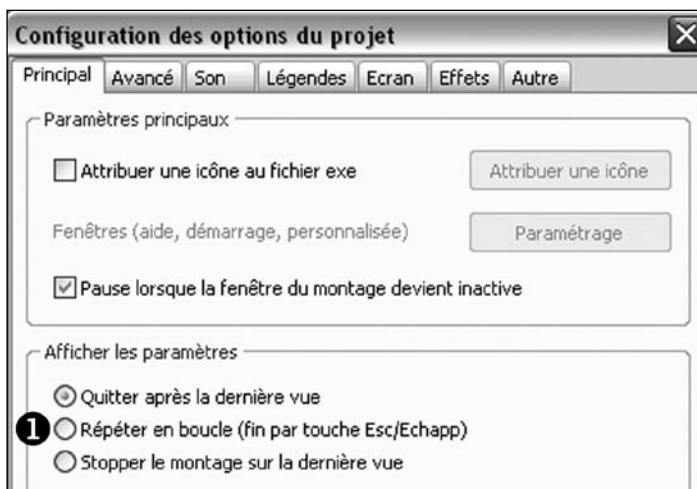 Configuration des options du projet
Principal Avancé Son Légendes Ecran Effets Autre
Paramètres principaux
Attribuer une icône au fichier exe Attribuer une icône
Fenêtres (aide, démarrage, personnalisée) Paramétrage
Pause lorsque la fenêtre du montage devient inactive
Afficher les paramètres
Quitter après la dernière vue
1 Répéter en boucle (fin par touche Esc/Echapp)
Stopper le montage sur la dernière vue